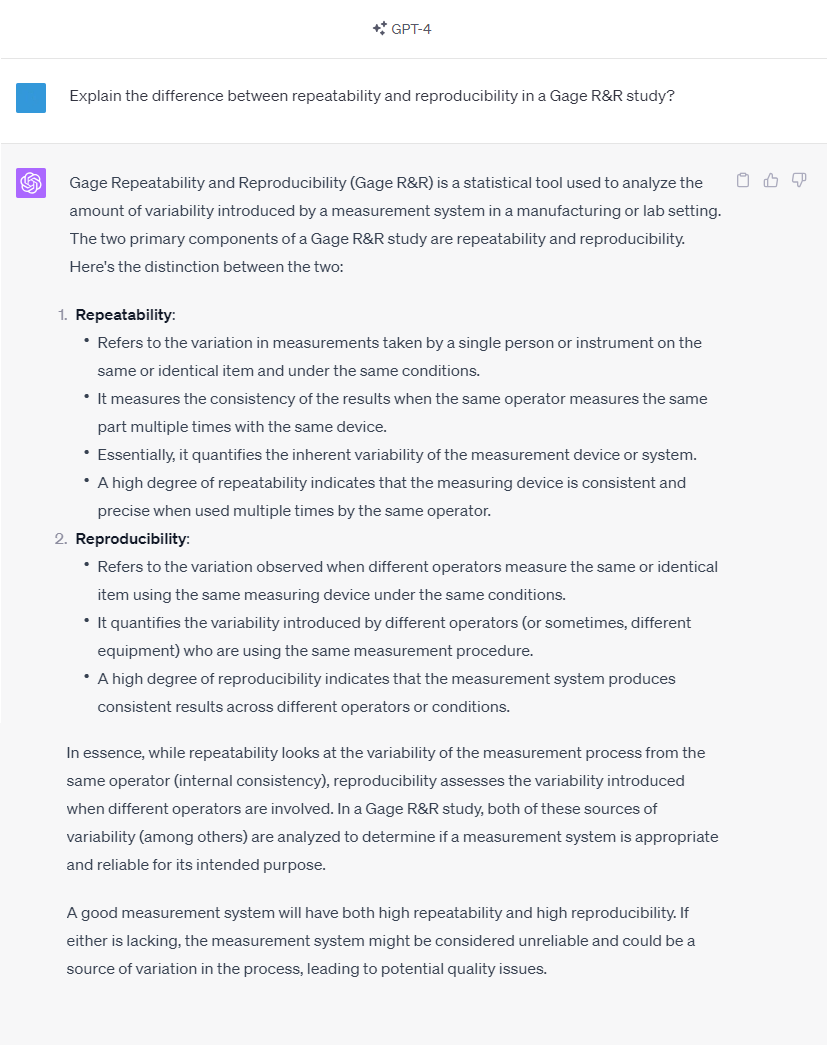 GPT-4
Explain the difference between repeatability and reproducibility in a Gage R&R study?
Gage Repeatability and Reproducibility (Gage R&R) is a statistical tool used to analyze the
amount of variability introduced by a measurement system in a manufacturing or lab setting.
The two primary components of a Gage R&R study are repeatability and reproducibility.
Here's the distinction between the two:
1. Repeatability:
• Refers to the variation in measurements taken by a single person or instrument on the
same or identical item and under the same conditions.
• It measures the consistency of the results when the same operator measures the same
part multiple times with the same device.
• Essentially, it quantifies the inherent variability of the measurement device or system.
• A high degree of repeatability indicates that the measuring device is consistent and
precise when used multiple times by the same operator.
2. Reproducibility:
• Refers to the variation observed when different operators measure the same or identical
item using the same measuring device under the same conditions.
• It quantifies the variability introduced by different operators (or sometimes, different
equipment) who are using the same measurement procedure.
• A high degree of reproducibility indicates that the measurement system produces
consistent results across different operators or conditions.
In essence, while repeatability looks at the variability of the measurement process from the
same operator (internal consistency), reproducibility assesses the variability introduced
when different operators are involved. In a Gage R&R study, both of these sources of
variability (among others) are analyzed to determine if a measurement system is appropriate
and reliable for its intended purpose.
A good measurement system will have both high repeatability and high reproducibility. If
either is lacking, the measurement system might be considered unreliable and could be a
source of variation in the process, leading to potential quality issues.